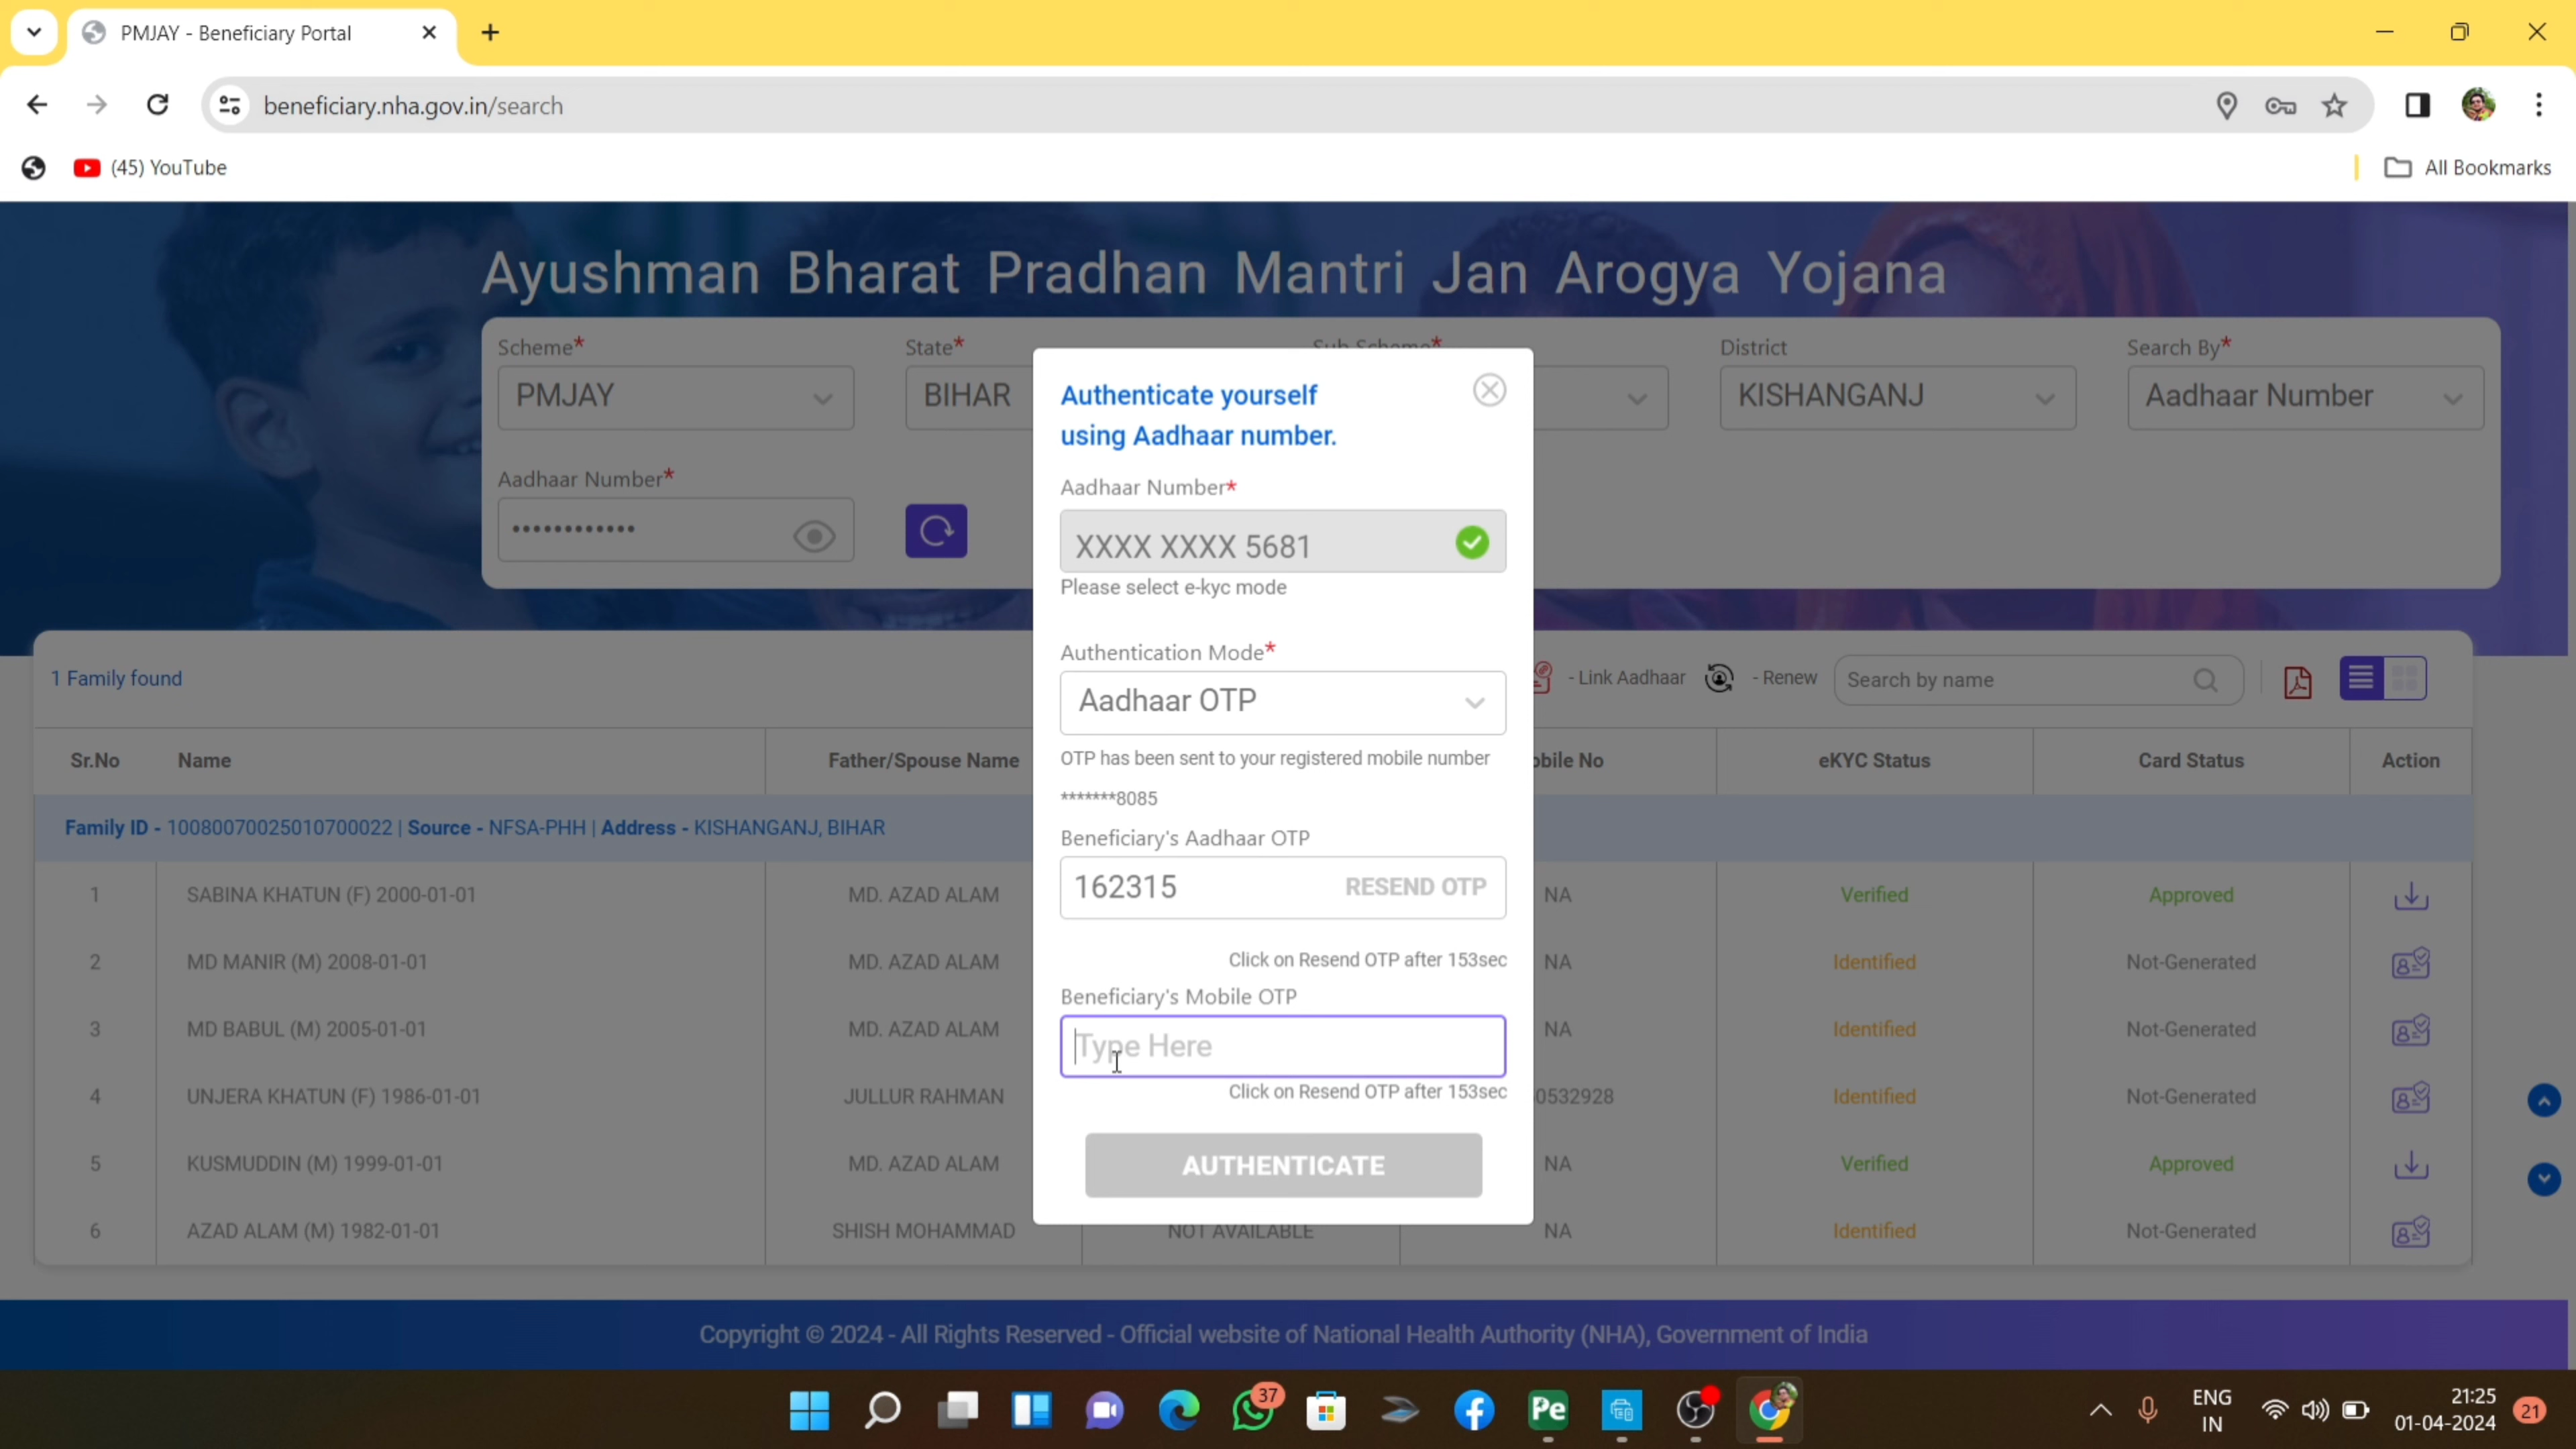 PMJAY - Beneficiary Portal
beneficiary.nha.gov.in/search
(45) YouTube
All Bookmarks
Ayushman Bharat Pradhan Mantri Jan Arogya Yojana
Scheme* State* Sub Scheme* District Search By*
PMJAY BIHAR KISHANGANJ Aadhaar Number
Aadhaar Number*
••••••••••••
Authenticate yourself
using Aadhaar number.
Aadhaar Number*
XXXX XXXX 5681
Please select e-kyc mode
Authentication Mode*
Aadhaar OTP
OTP has been sent to your registered mobile number
*******8085
Beneficiary's Aadhaar OTP
162315 RESEND OTP
Click on Resend OTP after 153sec
Beneficiary's Mobile OTP
Type Here
Click on Resend OTP after 153sec
AUTHENTICATE
1 Family found - Link Aadhaar - Renew Search by name
Sr.No Name Father/Spouse Name obile No eKYC Status Card Status Action
Family ID - 10080070025010700022 | Source - NFSA-PHH | Address - KISHANGANJ, BIHAR
1 SABINA KHATUN (F) 2000-01-01 MD. AZAD ALAM NA Verified Approved
2 MD MANIR (M) 2008-01-01 MD. AZAD ALAM NA Identified Not-Generated
3 MD BABUL (M) 2005-01-01 MD. AZAD ALAM NA Identified Not-Generated
4 UNJERA KHATUN (F) 1986-01-01 JULLUR RAHMAN 0532928 Identified Not-Generated
5 KUSMUDDIN (M) 1999-01-01 MD. AZAD ALAM NA Verified Approved
6 AZAD ALAM (M) 1982-01-01 SHISH MOHAMMAD NOT AVAILABLE NA Identified Not-Generated
Copyright © 2024 - All Rights Reserved - Official website of National Health Authority (NHA), Government of India
37
Pe
ENG
IN
21:25
01-04-2024
21